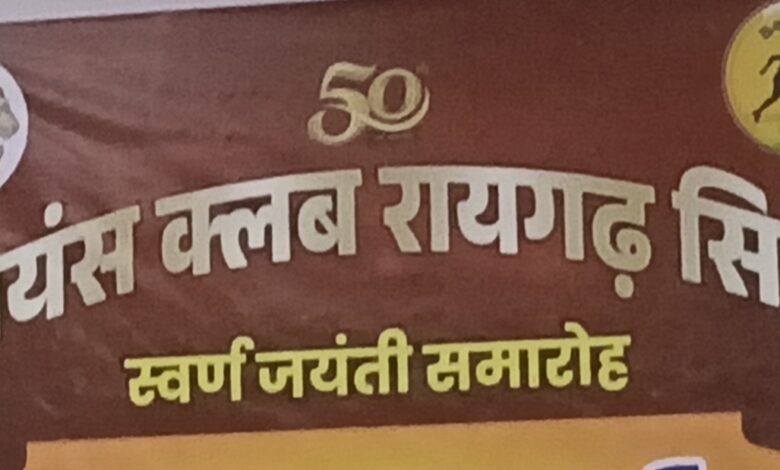 50
यंस क्लब रायगढ़ सि
स्वर्ण जयंती समारोह